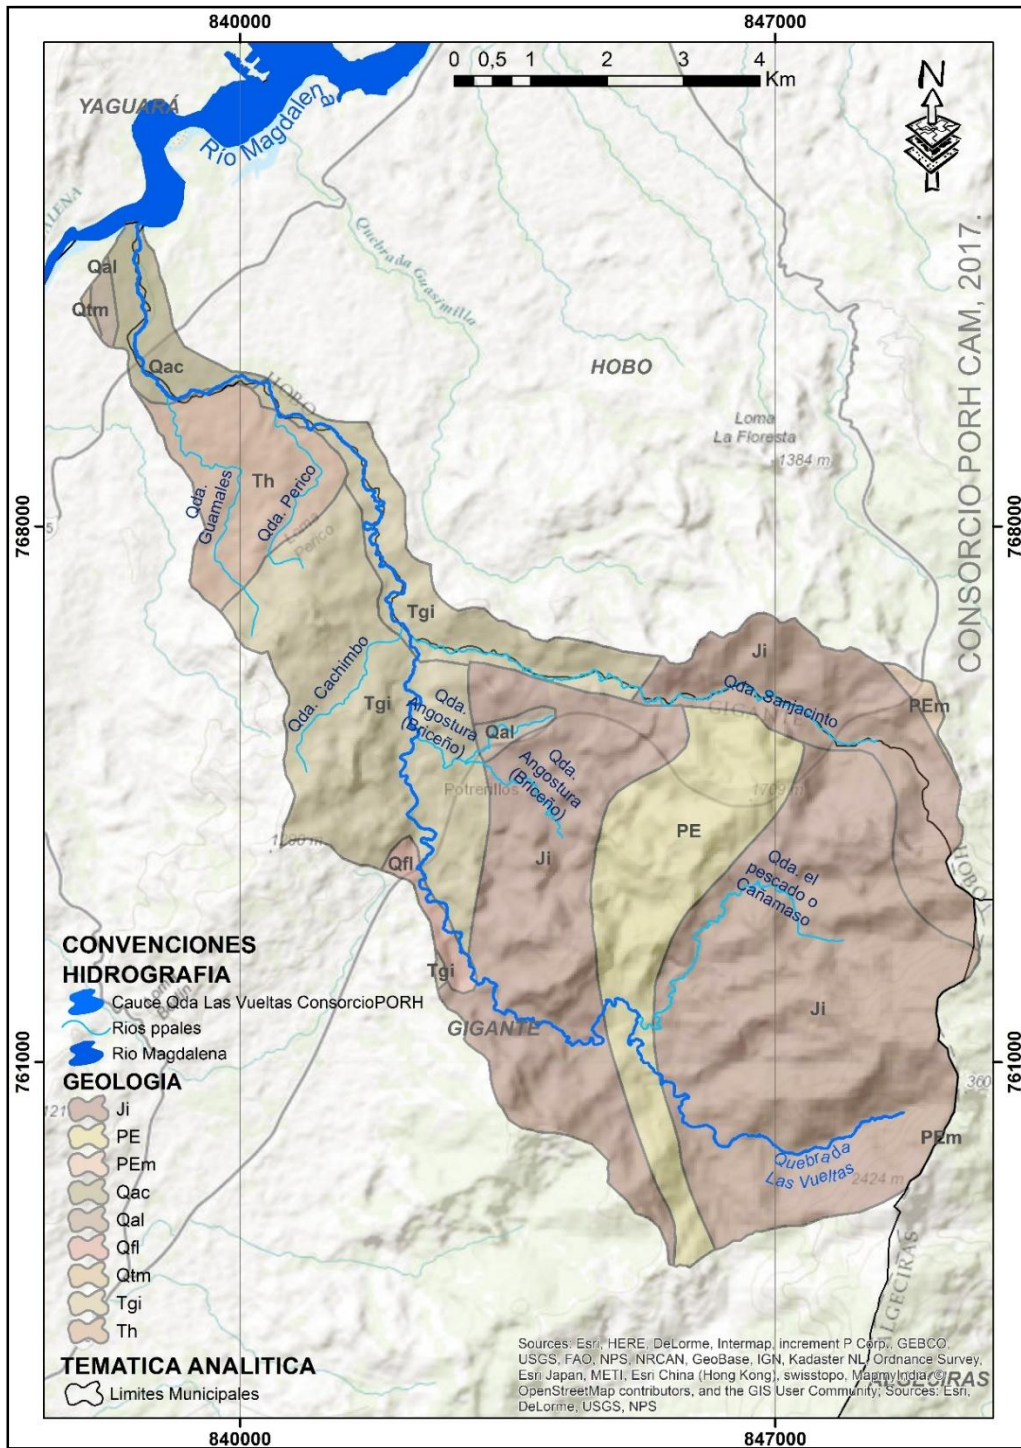 840000
847000
0 0,5 1 2 3 4
Km
N
YAGUARÁ
Río Magdalena
Quebrada Guasimilla
CONSORCIO PORH CAM, 2017.
Qal
Qtm
Qac
HOBO
HOBO
Loma
La Floresta
1384 m
Th
Qda.
Guamales
Qda. Perico
Loma
Perico
768000
768000
Tgi
Ji
Qda. Cachimbo
Tgi
Qda.
Angostura
(Briceño)
Qal
Qda. Sanjacinto
GIGANTE
PEm
Qda.
Angostura
(Briceño)
Potrerillos
1709 m
PE
Qfl
Ji
Qda. el
pescado o
Cañamaso
HOBO
Tgi
GIGANTE
Ji
761000
761000
PEm
Quebrada
Las Vueltas
2424 m
ALGECIRAS
ALGECIRAS
CONVENCIONES
HIDROGRAFIA
Cauce Qda Las Vueltas ConsorcioPORH
Rios ppales
Rio Magdalena
GEOLOGIA
Ji
PE
PEm
Qac
Qal
Qfl
Qtm
Tgi
Th
TEMATICA ANALITICA
Limites Municipales
Sources: Esri, HERE, DeLorme, Intermap, increment P Corp., GEBCO,
USGS, FAO, NPS, NRCAN, GeoBase, IGN, Kadaster NL, Ordnance Survey,
Esri Japan, METI, Esri China (Hong Kong), swisstopo, MapmyIndia, ©
OpenStreetMap contributors, and the GIS User Community; Sources: Esri,
DeLorme, USGS, NPS
840000
847000